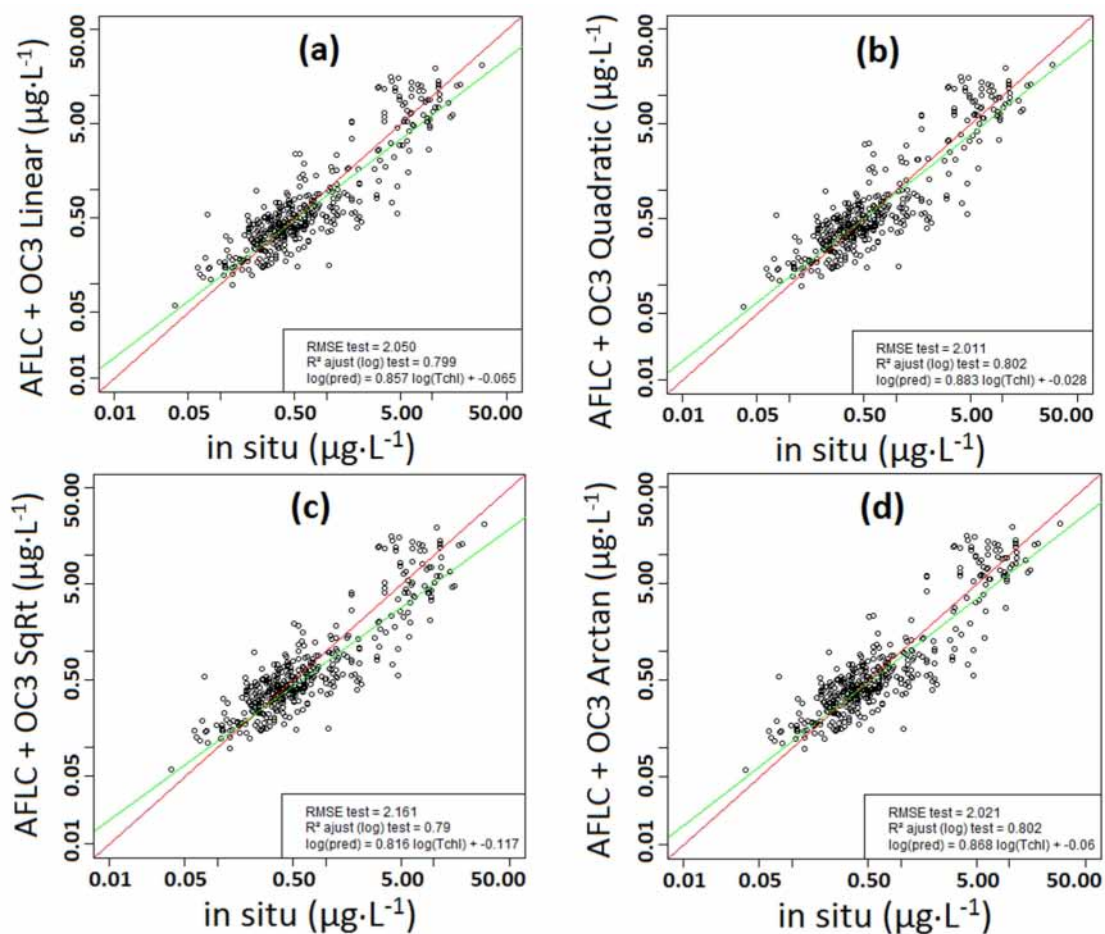 (a)
AFLC + OC3 Linear (µg·L-1)
50.00
5.00
0.50
0.05
0.01
RMSE test = 2.050
R² ajust (log) test = 0.799
log(pred) = 0.857 log(Tchl) + -0.065
0.01 0.05 0.50 5.00 50.00
in situ (µg·L-1)
(b)
AFLC + OC3 Quadratic (µg·L-1)
50.00
5.00
0.50
0.05
0.01
RMSE test = 2.011
R² ajust (log) test = 0.802
log(pred) = 0.883 log(Tchl) + -0.028
0.01 0.05 0.50 5.00 50.00
in situ (µg·L-1)
(c)
AFLC + OC3 SqRt (µg·L-1)
50.00
5.00
0.50
0.05
0.01
RMSE test = 2.161
R² ajust (log) test = 0.79
log(pred) = 0.816 log(Tchl) + -0.117
0.01 0.05 0.50 5.00 50.00
in situ (µg·L-1)
(d)
AFLC + OC3 Arctan (µg·L-1)
50.00
5.00
0.50
0.05
0.01
RMSE test = 2.021
R² ajust (log) test = 0.802
log(pred) = 0.868 log(Tchl) + -0.06
0.01 0.05 0.50 5.00 50.00
in situ (µg·L-1)